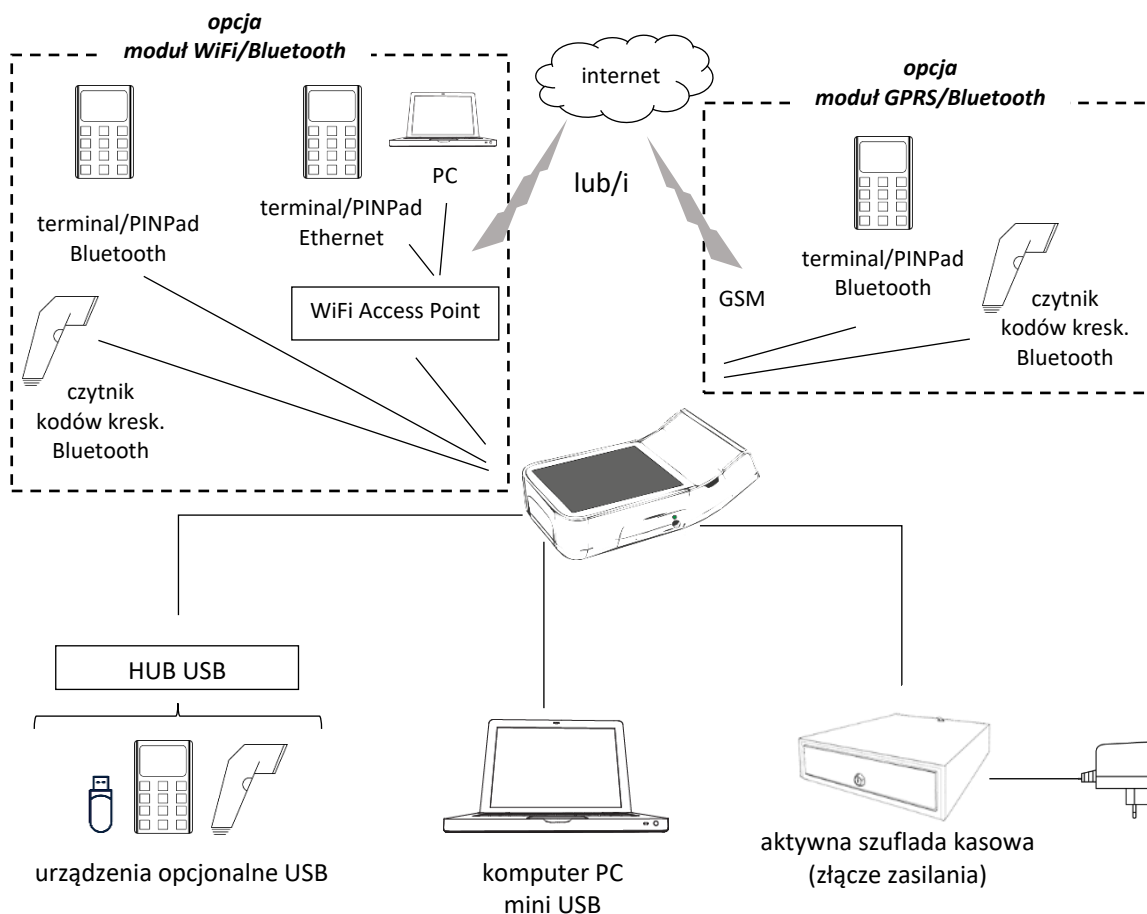 opcja
moduł WiFi/Bluetooth
internet
opcja
moduł GPRS/Bluetooth
PC
lub/i
terminal/PINPad
Bluetooth
terminal/PINPad
Ethernet
terminal/PINPad
Bluetooth
GSM
WiFi Access Point
czytnik
kodów kresk.
Bluetooth
czytnik
kodów kresk.
Bluetooth
HUB USB
urządzenia opcjonalne USB
komputer PC
mini USB
aktywna szuflada kasowa
(złącze zasilania)